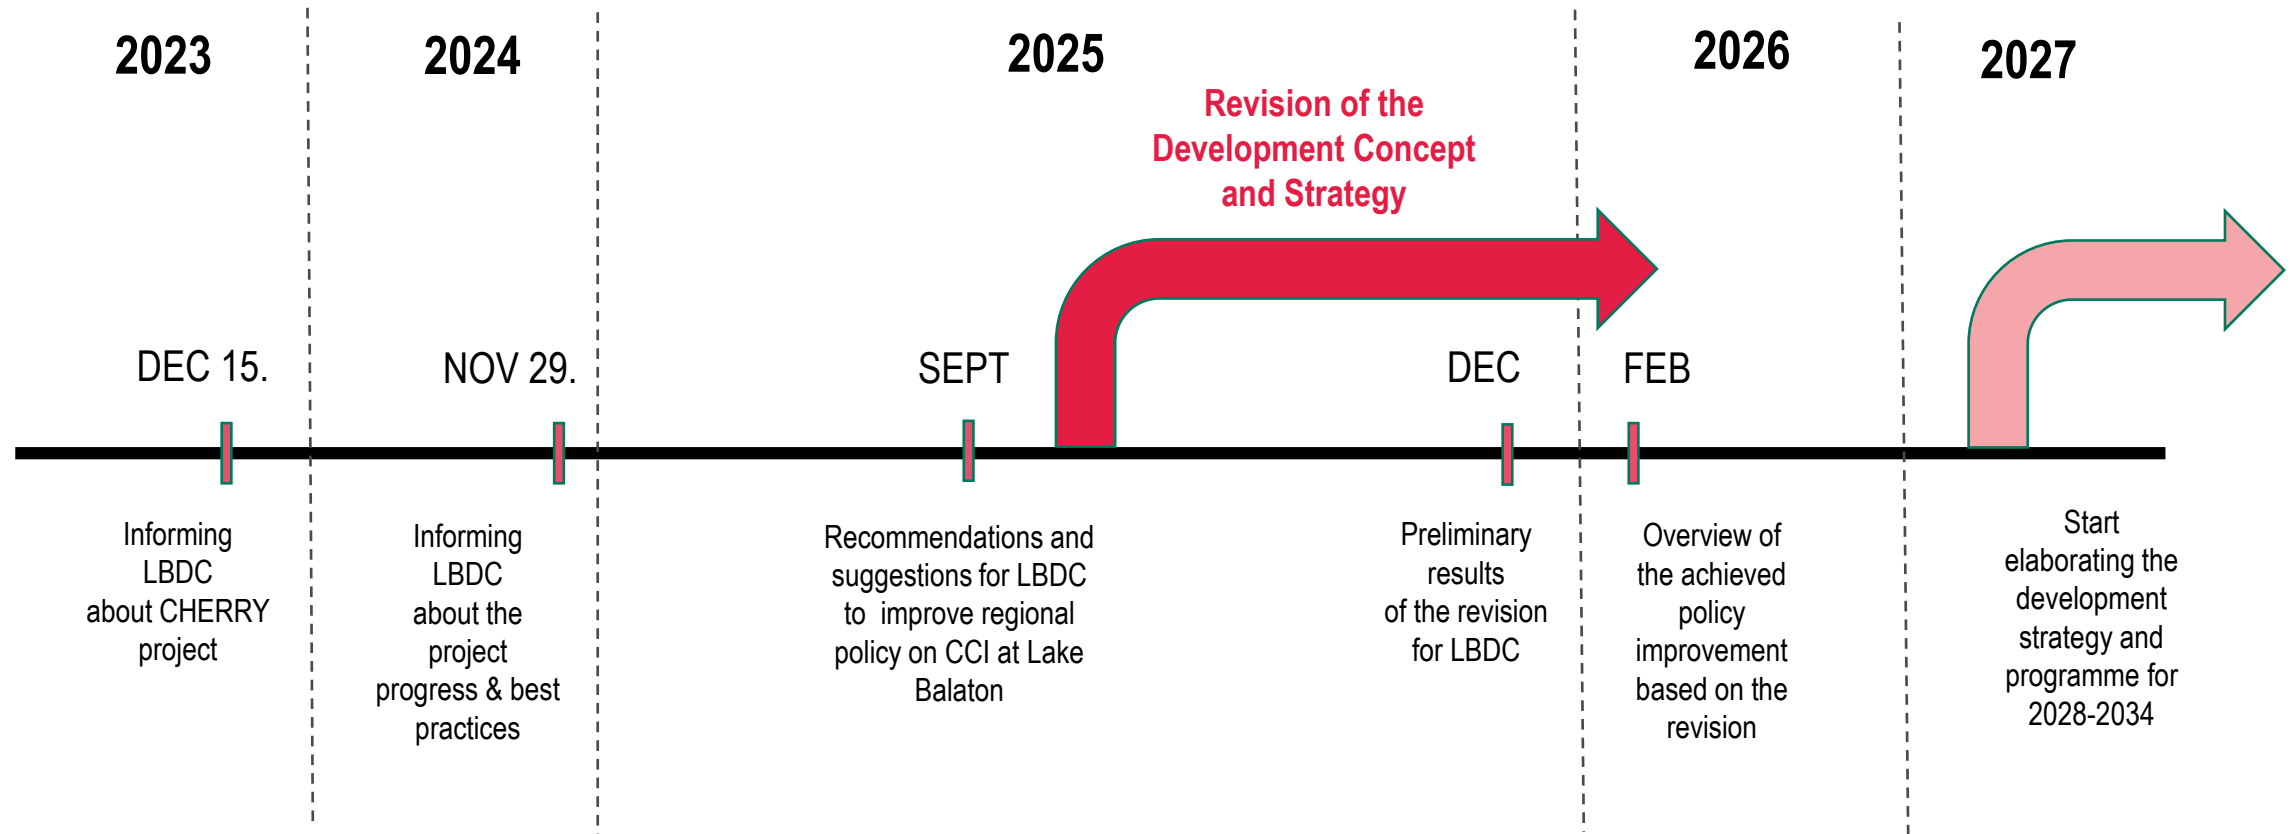 2023
2024
2025
2026
2027
Revision of the
Development Concept
and Strategy
DEC 15.
NOV 29.
SEPT
DEC
FEB
Informing
LBDC
about CHERRY
project
Informing
LBDC
about the
project
progress & best
practices
Recommendations and
suggestions for LBDC
to improve regional
policy on CCI at Lake
Balaton
Preliminary
results
of the revision
for LBDC
Overview of
the achieved
policy
improvement
based on the
revision
Start
elaborating the
development
strategy and
programme for
2028-2034